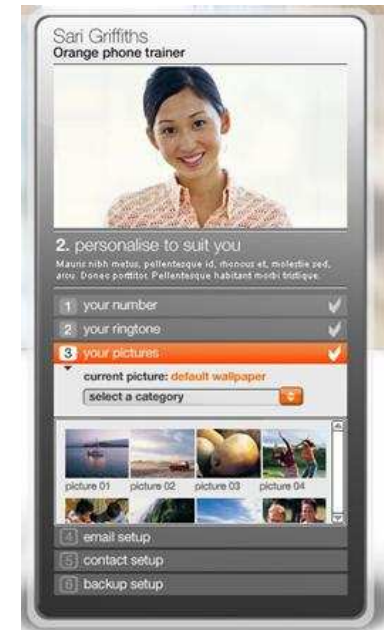 Sari Griffiths
Orange phone trainer
2. personalise to suit you
Mauris nibh metus, pellentesque id, rhoncus et, molestie sed,
arcu. Donec porttitor. Pellentesque habitant morbi tristique.
1 your number
2 your ringtone
3 your pictures
current picture: default wallpaper
select a category
picture 01 picture 02 picture 03 picture 04
4 email setup
5 contact setup
6 backup setup